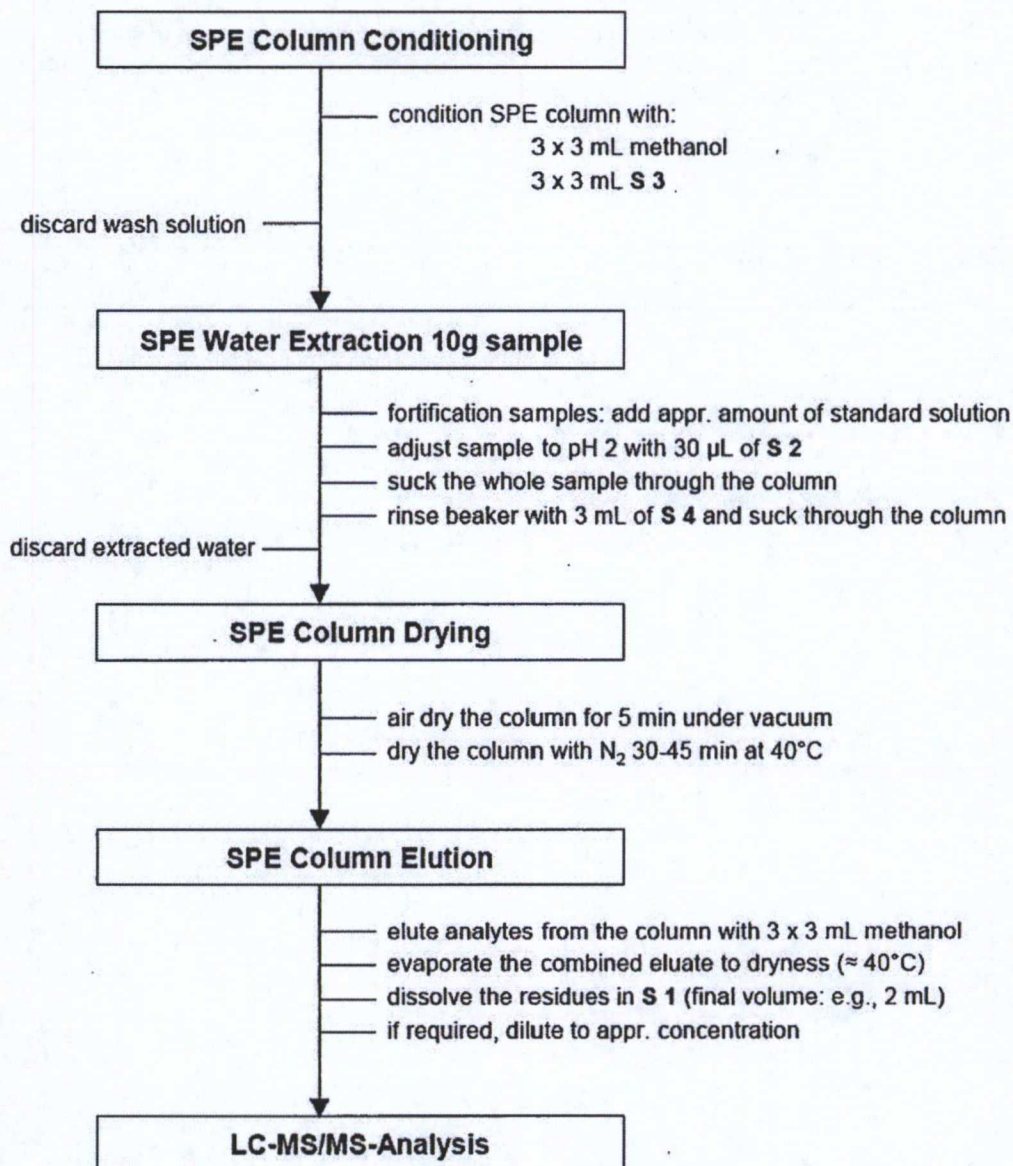 SPE Column Conditioning
condition SPE column with:
3 x 3 mL methanol
3 x 3 mL S 3
discard wash solution
SPE Water Extraction 10g sample
fortification samples: add appr. amount of standard solution
adjust sample to pH 2 with 30 µL of S 2
suck the whole sample through the column
rinse beaker with 3 mL of S 4 and suck through the column
discard extracted water
SPE Column Drying
air dry the column for 5 min under vacuum
dry the column with N₂ 30-45 min at 40°C
SPE Column Elution
elute analytes from the column with 3 x 3 mL methanol
evaporate the combined eluate to dryness (≈ 40°C)
dissolve the residues in S 1 (final volume: e.g., 2 mL)
if required, dilute to appr. concentration
LC-MS/MS-Analysis